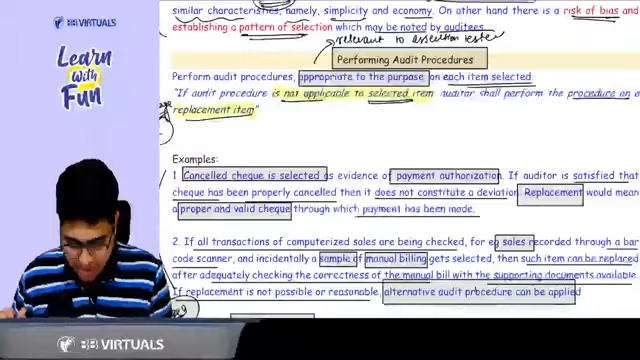 BB VIRTUALS
Learn
With
Fun
similar characteristics, namely, simplicity and economy. On other hand there is a risk of bias and
establishing a pattern of selection which may be noted by auditees.
relevant to assertion tested
Performing Audit Procedures
Perform audit procedures, appropriate to the purpose on each item selected.
"If audit procedure is not applicable to selected item auditor shall perform the procedure on a
replacement item"
Examples:
1 Cancelled cheque is selected as evidence of payment authorization. If auditor is satisfied that
cheque has been properly cancelled then it does not constitute a deviation. Replacement would mean
a proper and valid cheque through which payment has been made.
2. If all transactions of computerized sales are being checked, for eg sales recorded through a bar
code scanner, and incidentally a sample of manual billing gets selected, then such item can be replaced
after adequately checking the correctness of the manual bill with the supporting documents available.
If replacement is not possible or reasonable, alternative audit procedure can be applied
BB VIRTUALS